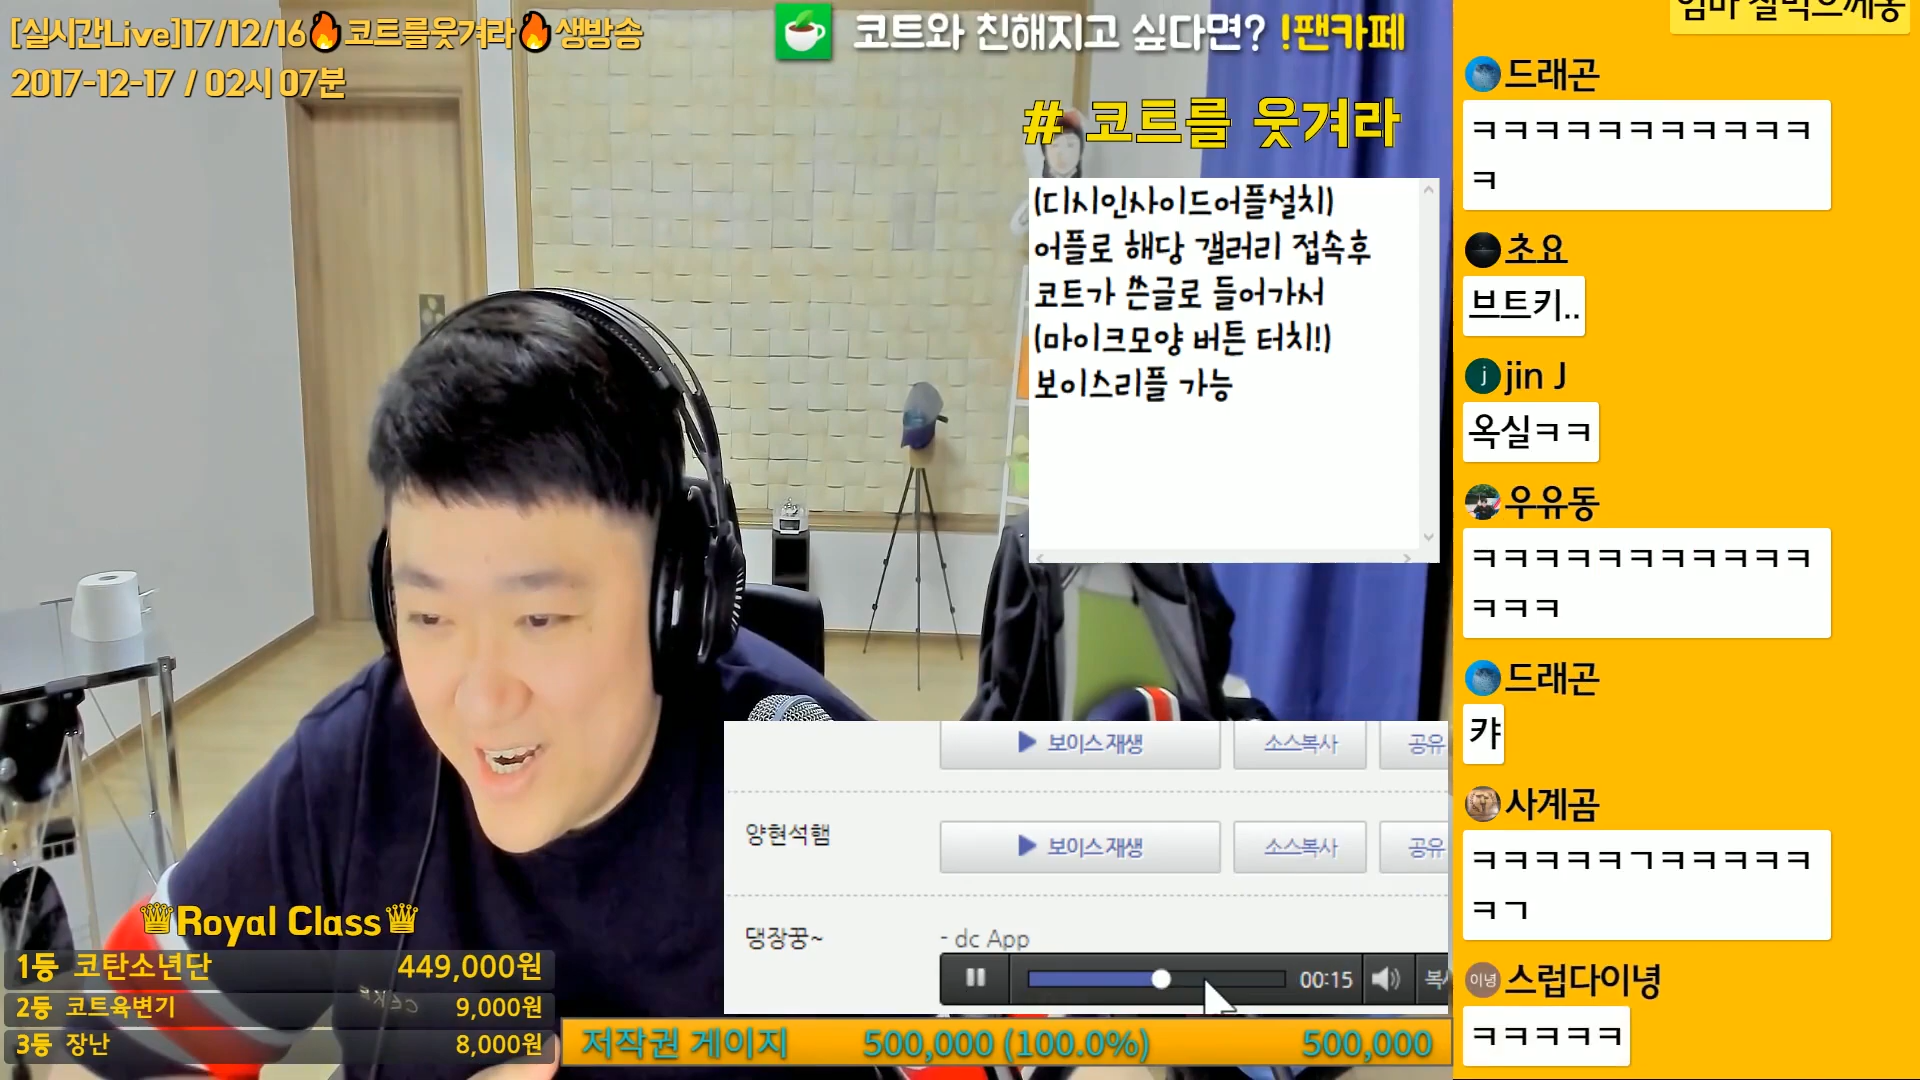 [실시간Live]17/12/16🔥코트를웃겨라🔥생방송
2017-12-17 / 02시 07분
코트와 친해지고 싶다면? !팬카페
# 코트를 웃겨라
(디시인사이드어플설치)
어플로 해당 갤러리 접속후
코트가 쓴글로 들어가서
(마이크모양 버튼 터치!)
보이스리플 가능
▶ 보이스재생 소스복사 공유
양현석햄 ▶ 보이스재생 소스복사 공유
댕장꿍~ - dc App
00:15
♛Royal Class♛
1등 코탄소년단 449,000원
2등 코트육변기 9,000원
3등 장난 8,000원
저작권 게이지 500,000 (100.0%) 500,000
드래곤
ㅋㅋㅋㅋㅋㅋㅋㅋㅋㅋㅋ
ㅋ
초요
브트키..
j jin J
옥실ㅋㅋ
우유동
ㅋㅋㅋㅋㅋㅋㅋㅋㅋㅋㅋ
ㅋㅋㅋ
드래곤
캬
사계곰
ㅋㅋㅋㅋㅋㄱㅋㅋㅋㅋㅋ
ㅋㄱ
이녕 스럽다이녕
ㅋㅋㅋㅋㅋ